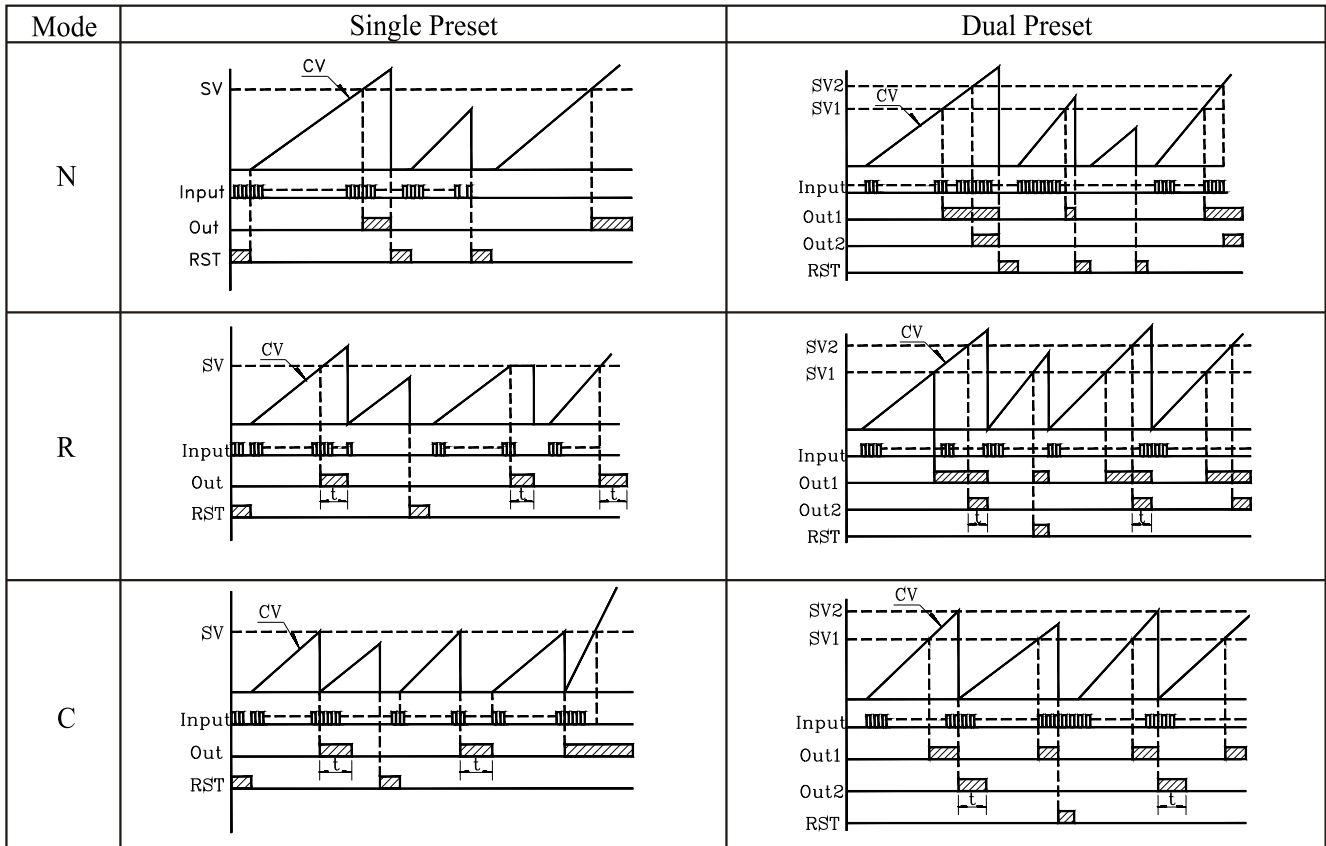 Mode Single Preset Dual Preset
N
CV
SV
Input
Out
RST
SV2
CV
SV1
Input
Out1
Out2
RST
R
CV
SV
Input
Out
t t t
RST
CV
SV2
SV1
Input
Out1
Out2
t t
RST
C
CV
SV
Input
Out
t t
RST
CV
SV2
SV1
Input
Out1
Out2
t t
RST